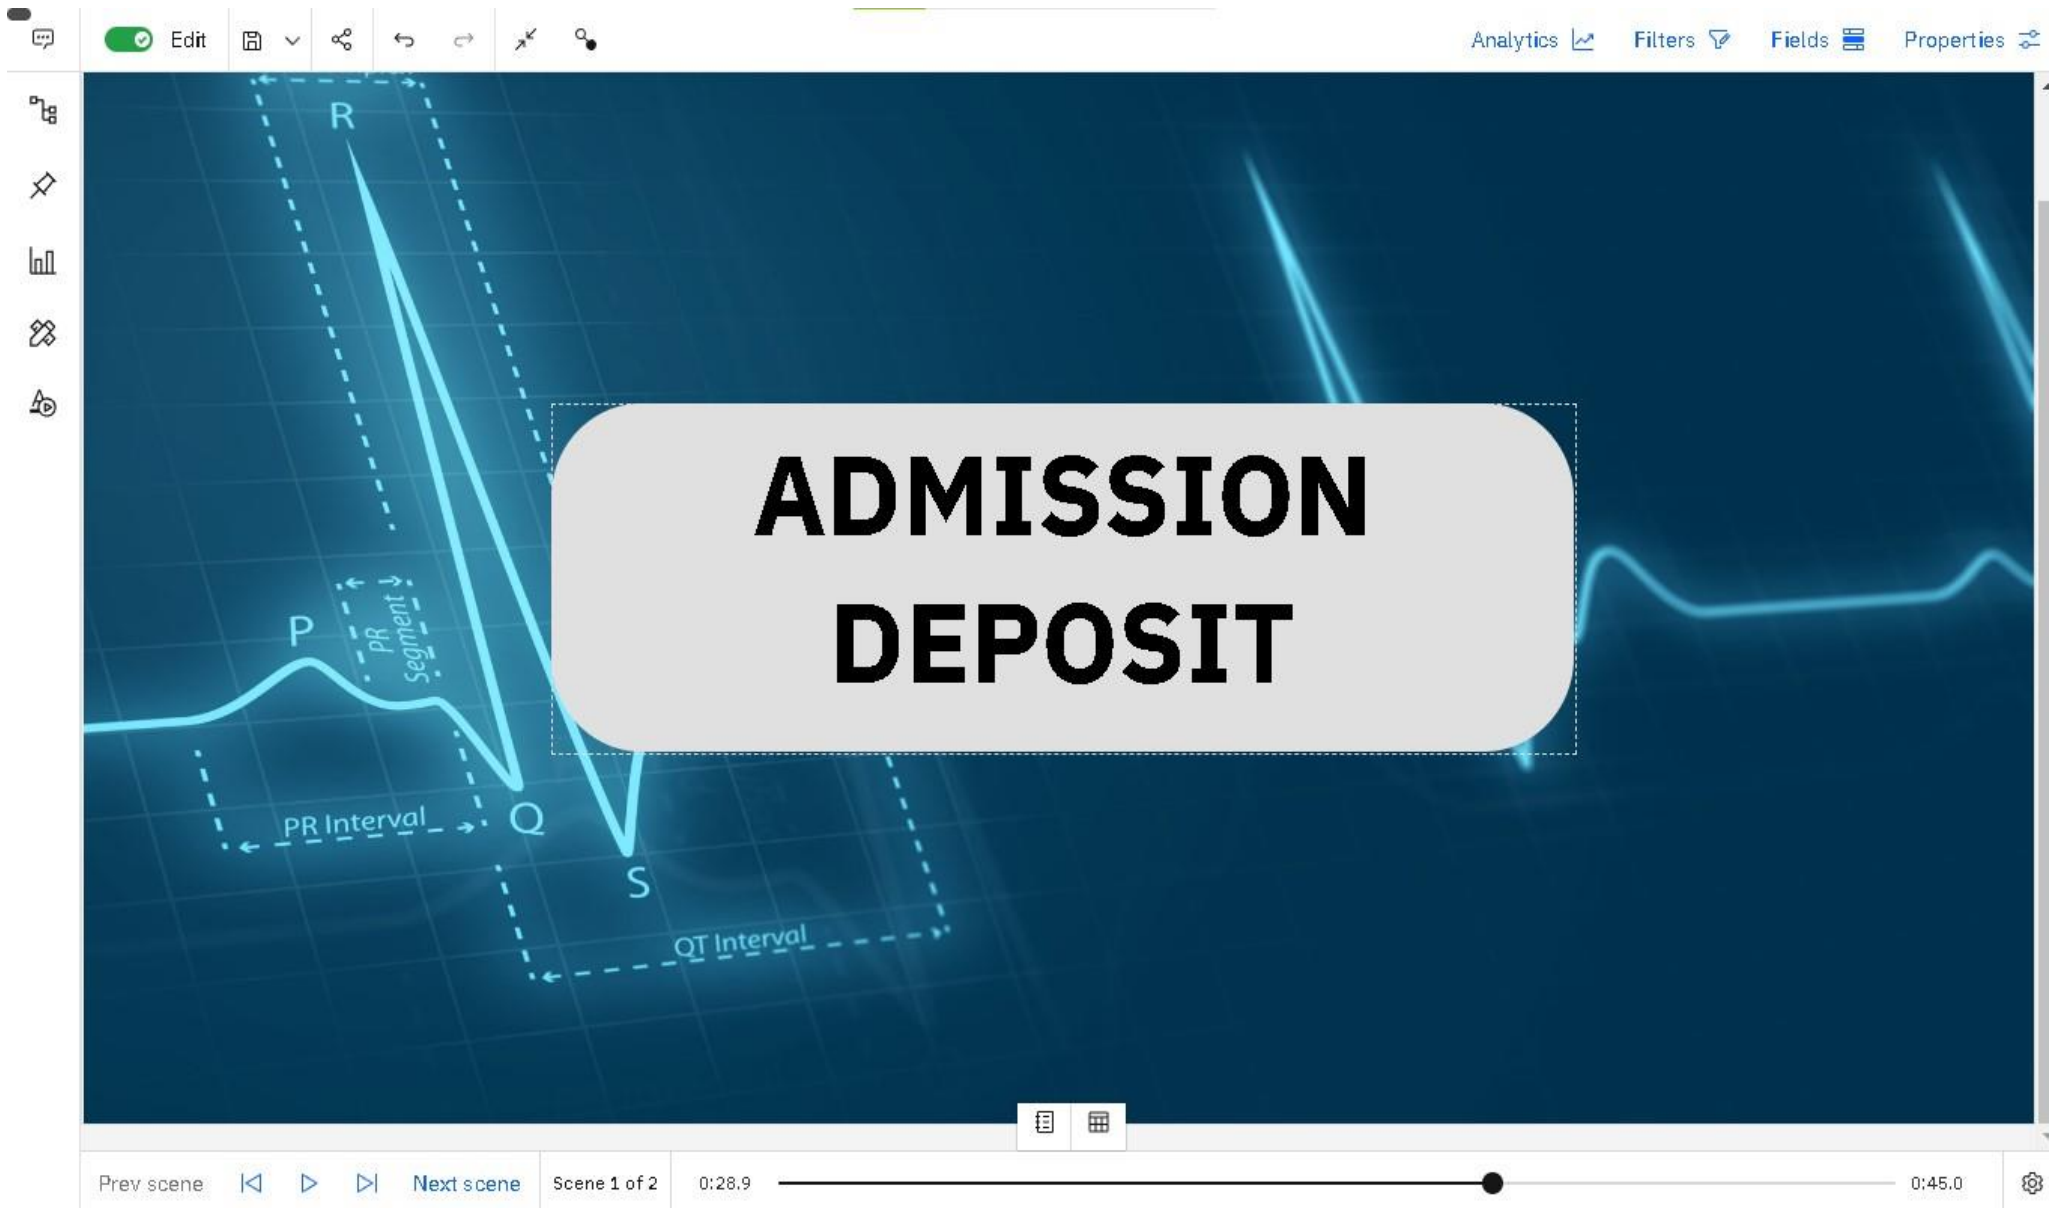 Edit
Analytics
Filters
Fields
Properties
R
P
PR
Segment
ADMISSION
DEPOSIT
PR Interval
Q
S
QT Interval
Prev scene
Next scene
Scene 1 of 2
0:28.9
0:45.0